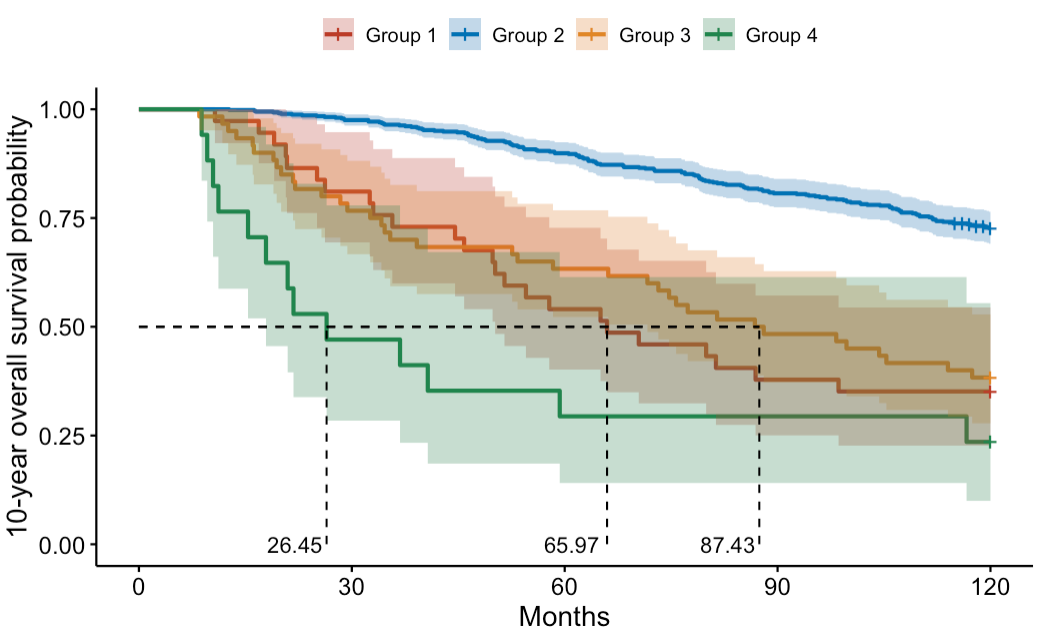 Group 1 Group 2 Group 3 Group 4
10-year overall survival probability
1.00
0.75
0.50
0.25
0.00
26.45 65.97 87.43
0 30 60 90 120
Months